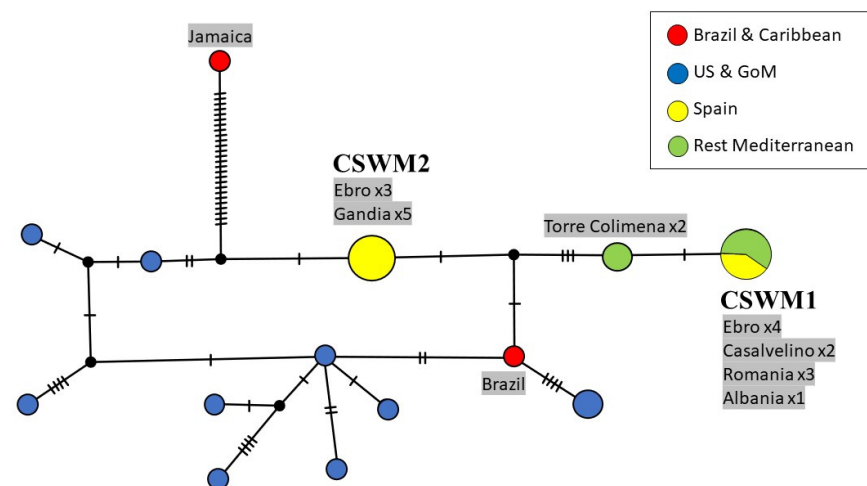 Jamaica
Brazil & Caribbean
US & GoM
Spain
Rest Mediterranean
CSWM2
Ebro x3
Gandia x5
Torre Colimena x2
CSWM1
Ebro x4
Casalvelino x2
Romania x3
Albania x1
Brazil